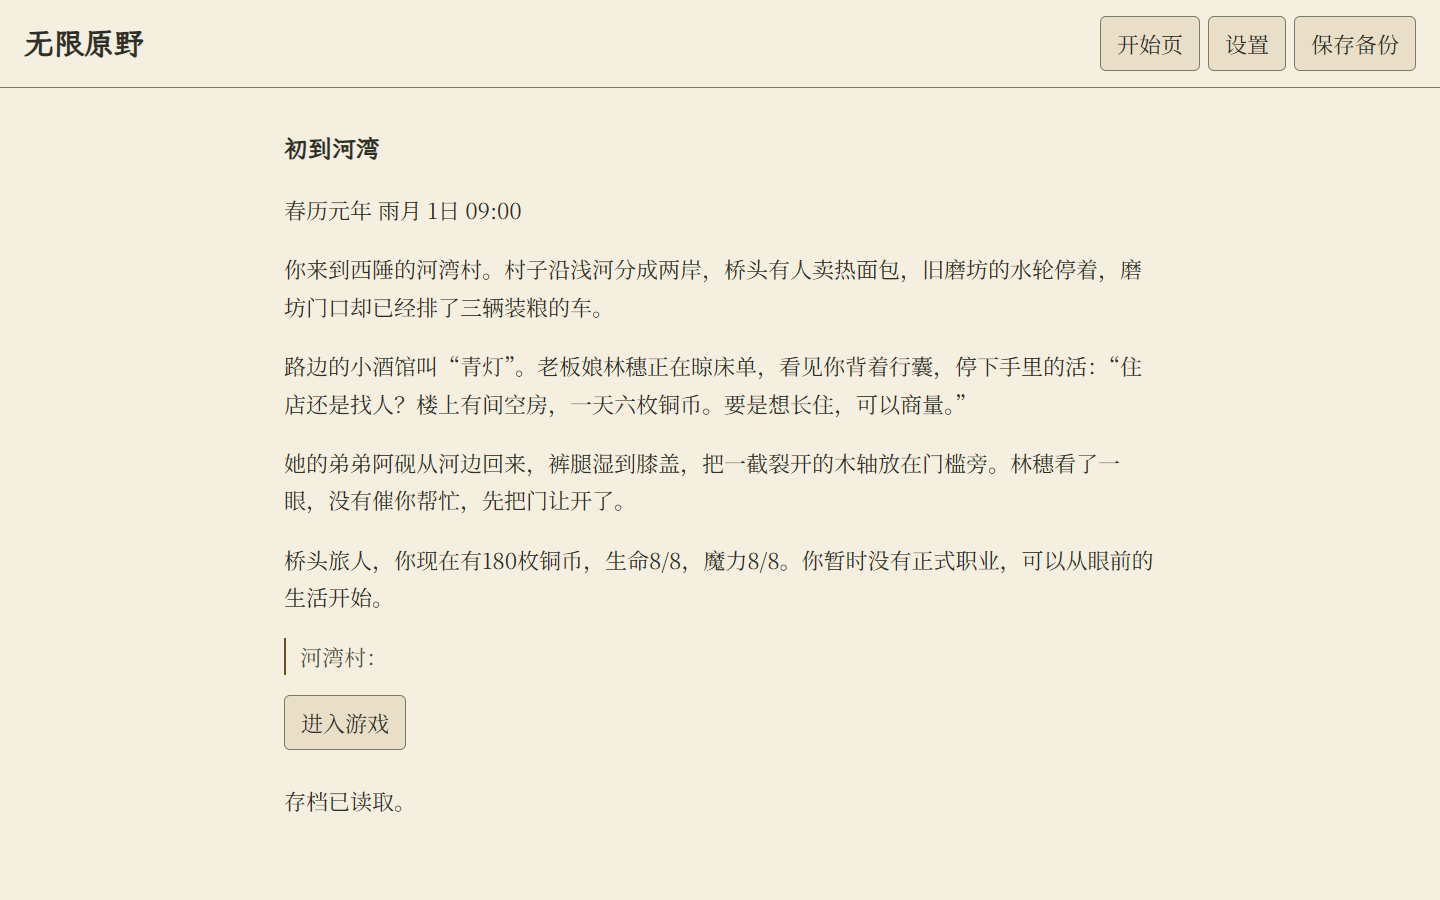 无限原野
开始页
设置
保存备份
初到河湾
春历元年 雨月 1日 09:00
你来到西陲的河湾村。村子沿浅河分成两岸，桥头有人卖热面包，旧磨坊的水轮停着，磨
坊门口却已经排了三辆装粮的车。
路边的小酒馆叫“青灯”。老板娘林穗正在晾床单，看见你背着行囊，停下手里的活：“住
店还是找人？楼上有间空房，一天六枚铜币。要是想长住，可以商量。”
她的弟弟阿砚从河边回来，裤腿湿到膝盖，把一截裂开的木轴放在门槛旁。林穗看了一
眼，没有催你帮忙，先把门让开了。
桥头旅人，你现在有180枚铜币，生命8/8，魔力8/8。你暂时没有正式职业，可以从眼前的
生活开始。
河湾村：
进入游戏
存档已读取。